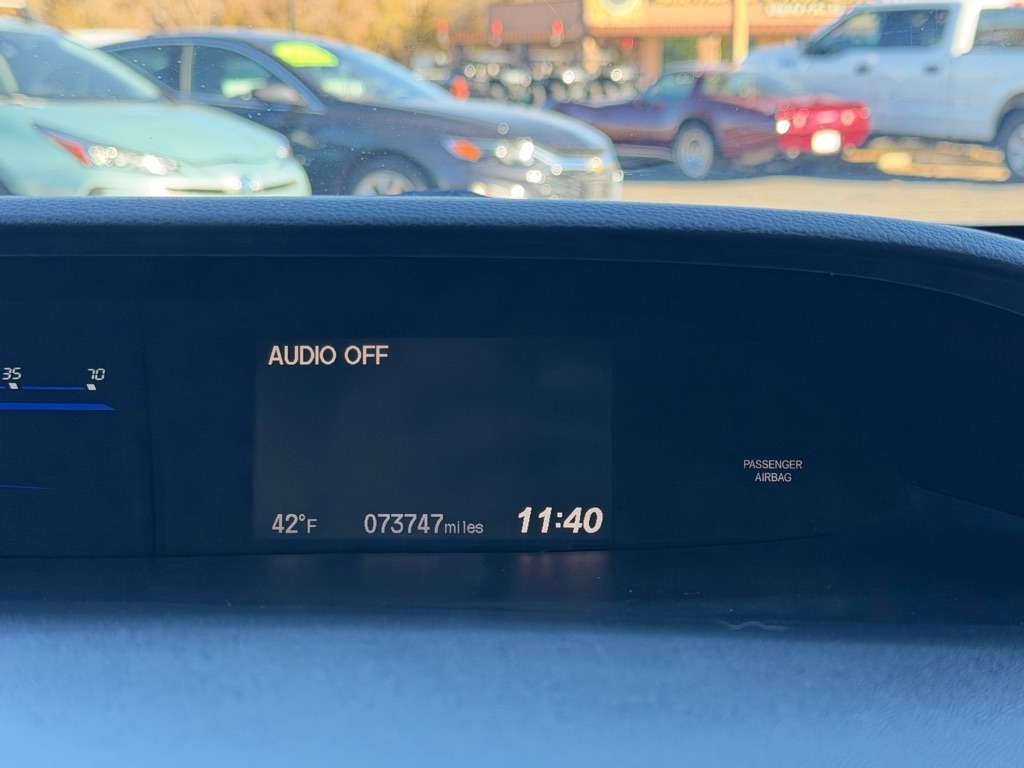 35 70
AUDIO OFF
PASSENGER
AIRBAG
42°F 073747miles 11:40